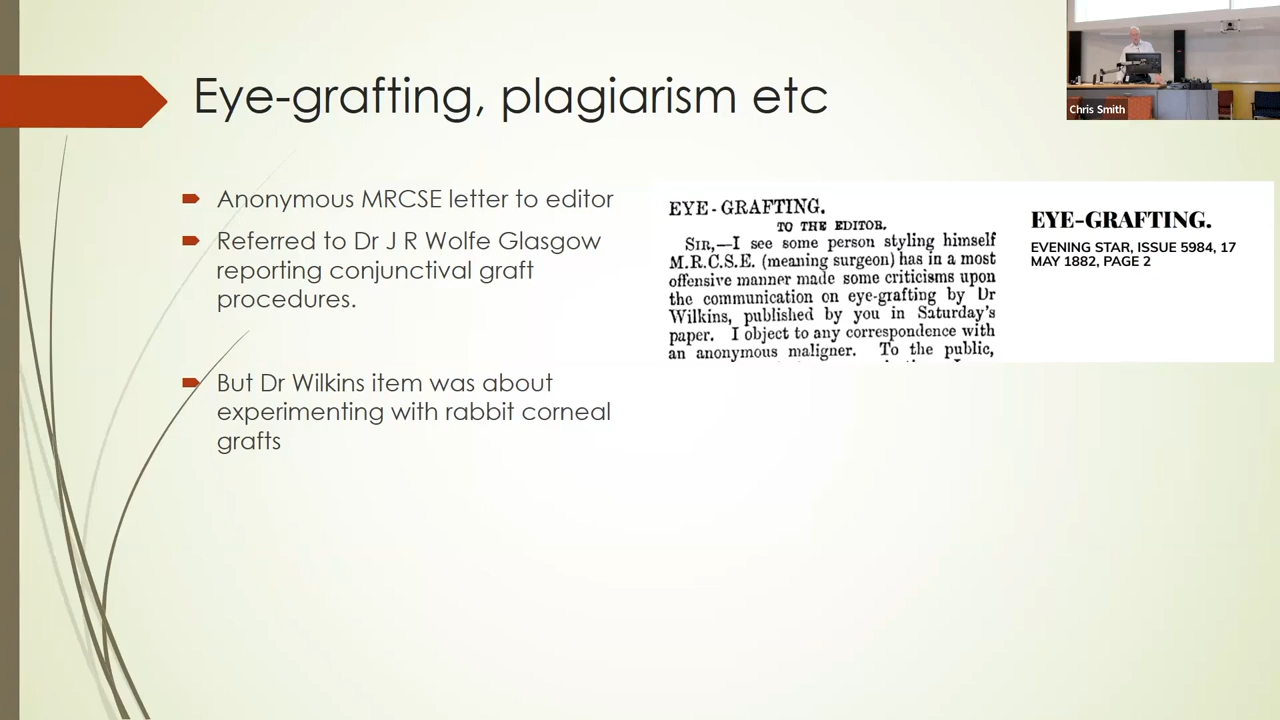 Eye-grafting, plagiarism etc
Chris Smith
Anonymous MRCSE letter to editor
Referred to Dr J R Wolfe Glasgow
reporting conjunctival graft
procedures.
But Dr Wilkins item was about
experimenting with rabbit corneal
grafts
EYE-GRAFTING.
TO THE EDITOR.
SIR,—I see some person styling himself
M.R.C.S.E. (meaning surgeon) has in a most
offensive manner made some criticisms upon
the communication on eye-grafting by Dr
Wilkins, published by you in Saturday's
paper. I object to any correspondence with
an anonymous maligner. To the public,
EYE-GRAFTING.
EVENING STAR, ISSUE 5984, 17
MAY 1882, PAGE 2